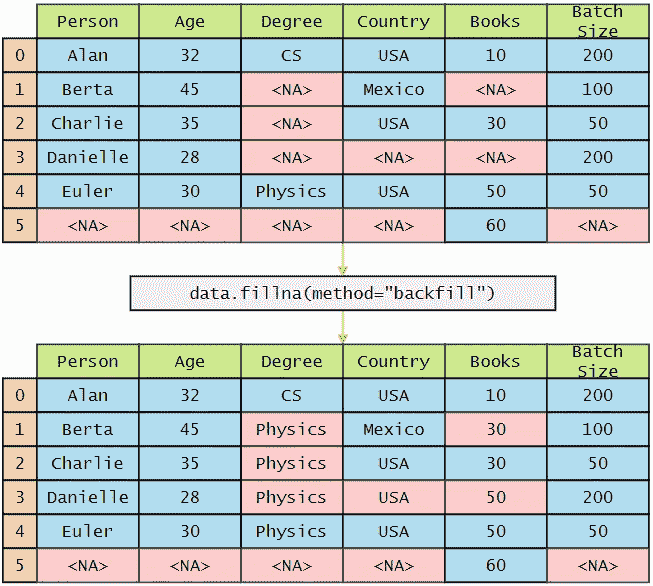 Person Age Degree Country Books Batch Size
0 Alan 32 CS USA 10 200
1 Berta 45 <NA> Mexico <NA> 100
2 Charlie 35 <NA> USA 30 50
3 Danielle 28 <NA> <NA> <NA> 200
4 Euler 30 Physics USA 50 50
5 <NA> <NA> <NA> <NA> 60 <NA>
data.fillna(method="backfill")
Person Age Degree Country Books Batch Size
0 Alan 32 CS USA 10 200
1 Berta 45 Physics Mexico 30 100
2 Charlie 35 Physics USA 30 50
3 Danielle 28 Physics USA 50 200
4 Euler 30 Physics USA 50 50
5 <NA> <NA> <NA> <NA> 60 <NA>